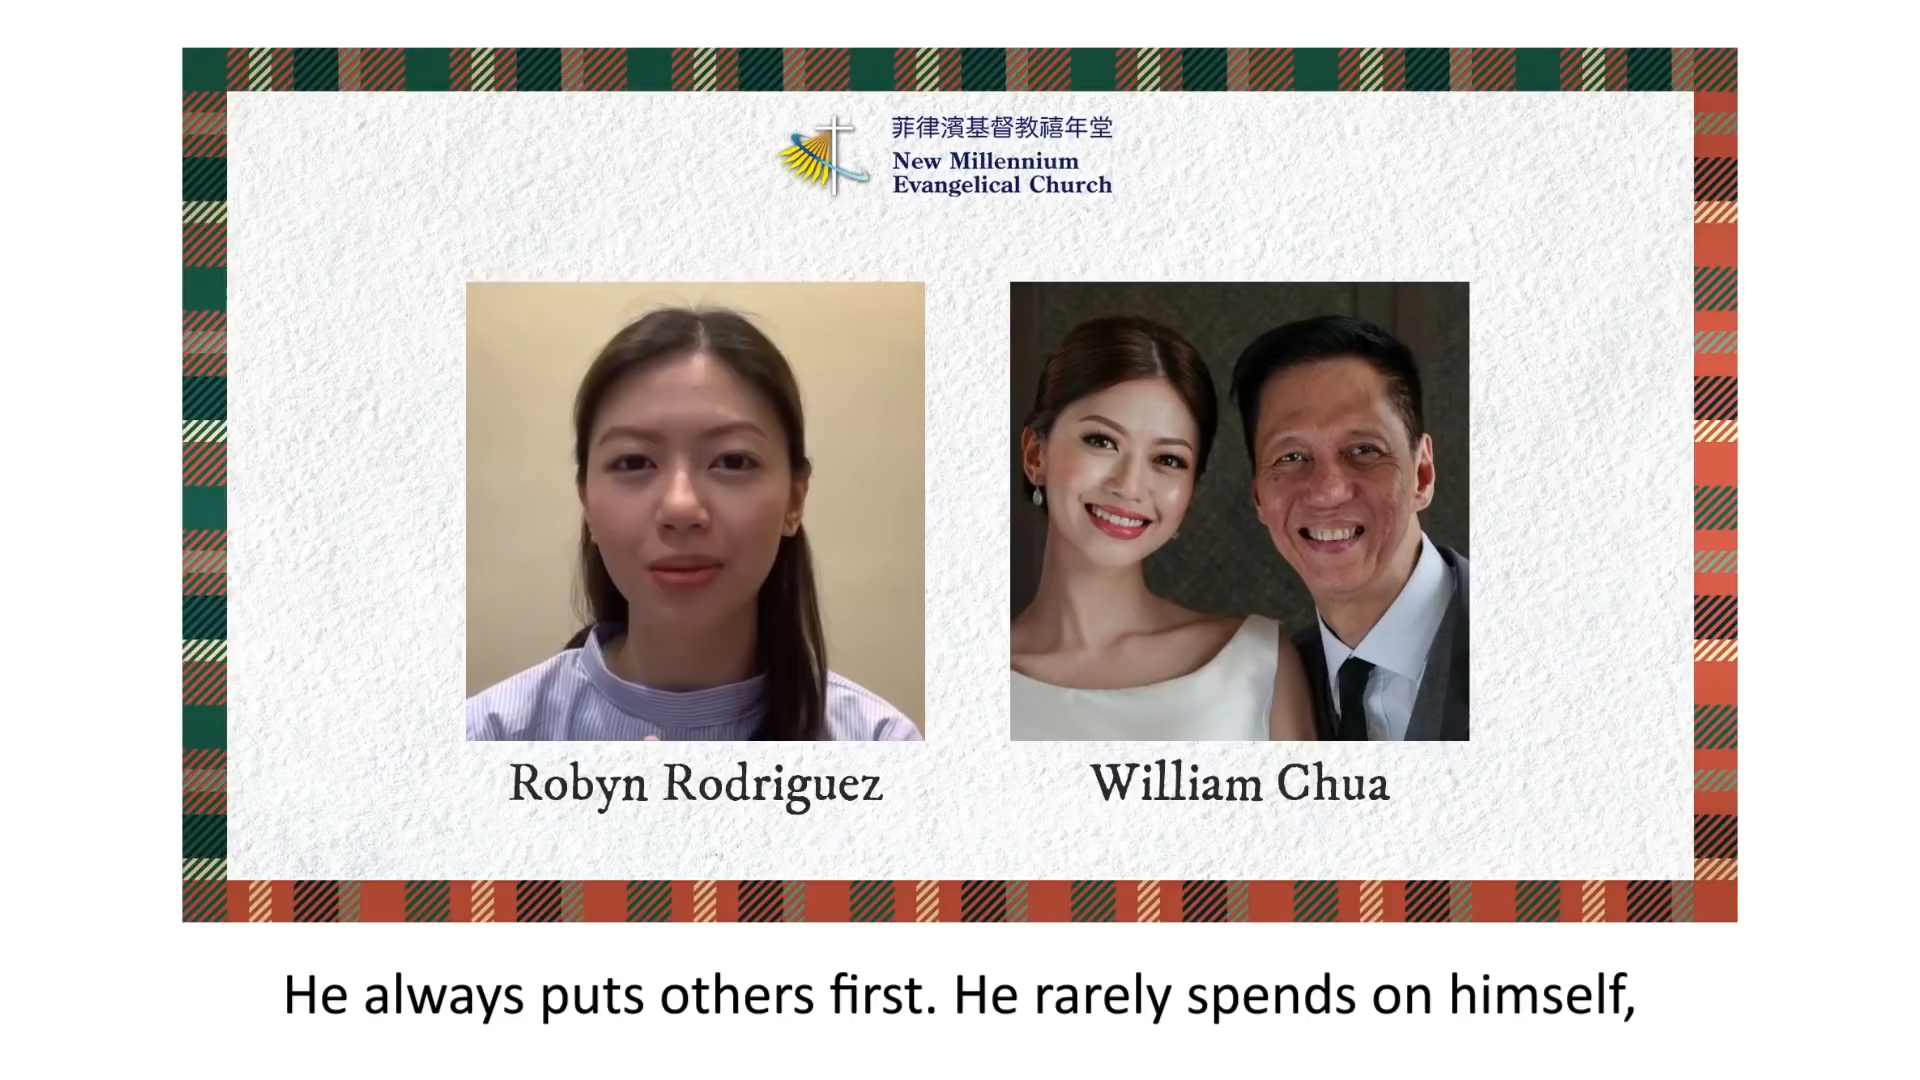 菲律濱基督教禧年堂
New Millennium
Evangelical Church
Robyn Rodriguez
William Chua
He always puts others first. He rarely spends on himself,